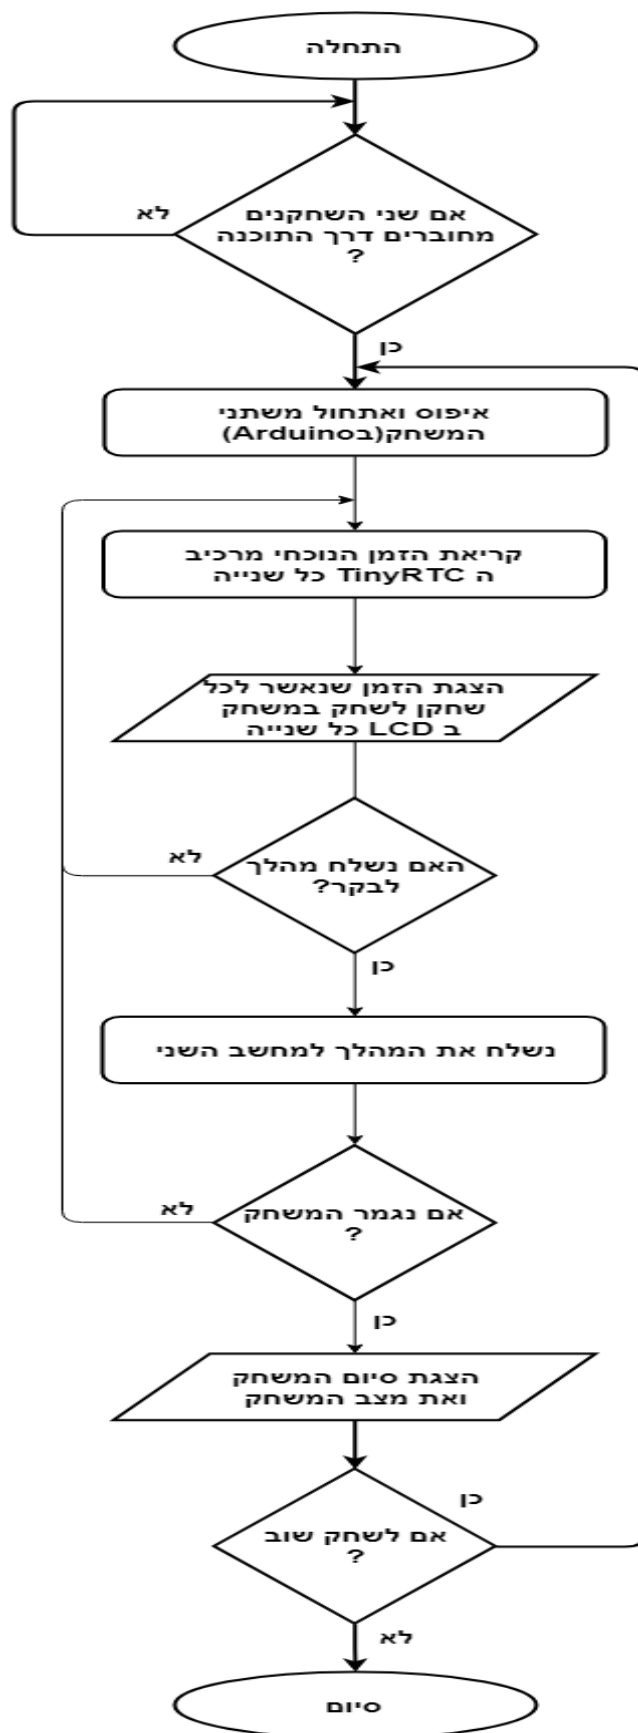 התחלה
אם שני השחקנים
מחוברים דרך התוכנה
?
לא
כן
איפוס ואתחול משתני
המשחק(בArduino)
קריאת הזמן הנוכחי מרכיב
ה TinyRTC כל שנייה
הצגת הזמן שנאשר לכל
שחקן לשחק במשחק
ב LCD כל שנייה
האם נשלח מהלך
לבקר?
לא
כן
נשלח את המהלך למחשב השני
אם נגמר המשחק
?
לא
כן
הצגת סיום המשחק
ואת מצב המשחק
אם לשחק שוב
?
כן
לא
סיום